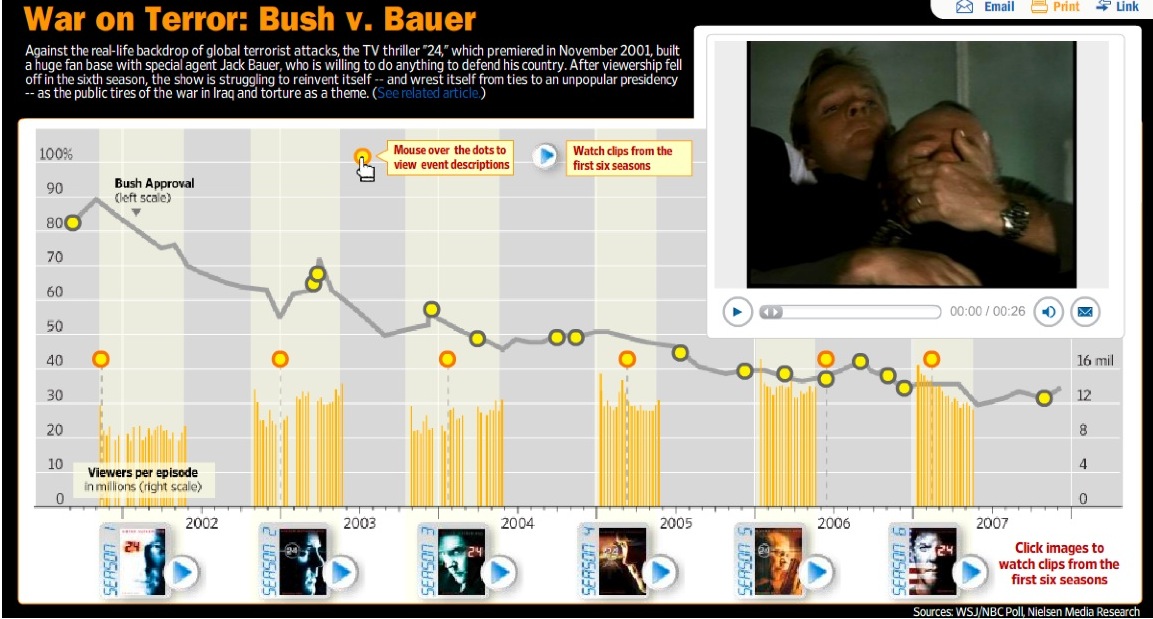 War on Terror: Bush v. Bauer
Email Print Link
Against the real-life backdrop of global terrorist attacks, the TV thriller "24," which premiered in November 2001, built
a huge fan base with special agent Jack Bauer, who is willing to do anything to defend his country. After viewership fell
off in the sixth season, the show is struggling to reinvent itself -- and wrest itself from ties to an unpopular presidency
-- as the public tires of the war in Iraq and torture as a theme. (See related article.)
Mouse over the dots to
view event descriptions
Watch clips from the
first six seasons
100%
Bush Approval
(left scale)
90
80
70
60
50
40
30
20
10
0
00:00 / 00:26
16 mil
12
8
4
0
Viewers per episode
in millions (right scale)
2002 2003 2004 2005 2006 2007
SEASON 1
24
SEASON 2
24
SEASON 3
24
SEASON 4
24
SEASON 5
24
SEASON 6
24
Click images to
watch clips from the
first six seasons
Sources: WSJ/NBC Poll, Nielsen Media Research